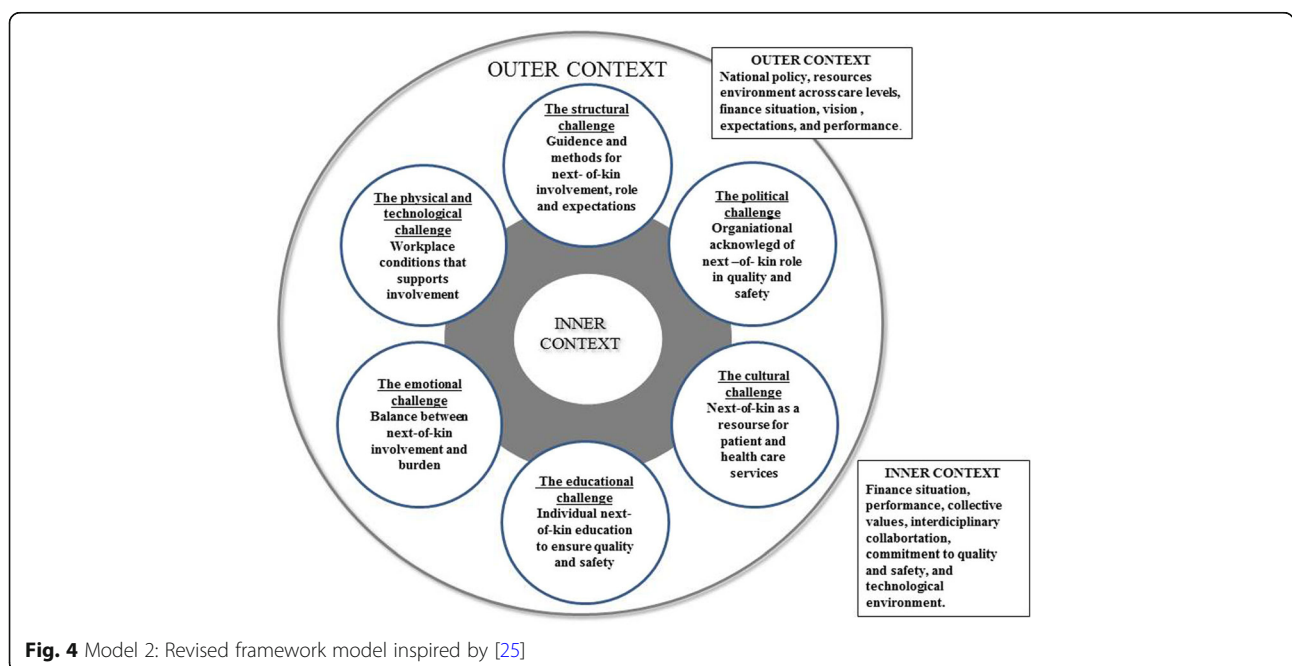 OUTER CONTEXT
OUTER CONTEXT
National policy, resources
environment across care levels,
finance situation, vision ,
expectations, and performance.
The structural
challenge
Guidence and
methods for
next- of-kin
involvement, role
and expectations
The physical and
technological
challenge
Workplace
conditions that
supports
involvement
The political
challenge
Organiational
acknowlegd of
next –of- kin role
in quality and
safety
INNER
CONTEXT
The emotional
challenge
Balance between
next-of-kin
involvement and
burden
The cultural
challenge
Next-of-kin as a
resourse for
patient and
health care
services
The educational
challenge
Individual next-
of-kin education
to ensure quality
and safety
INNER CONTEXT
Finance situation,
performance, collective
values, interdiciplinary
collabortation,
commitment to quality
and safety, and
technological
environment.
Fig. 4 Model 2: Revised framework model inspired by [25]